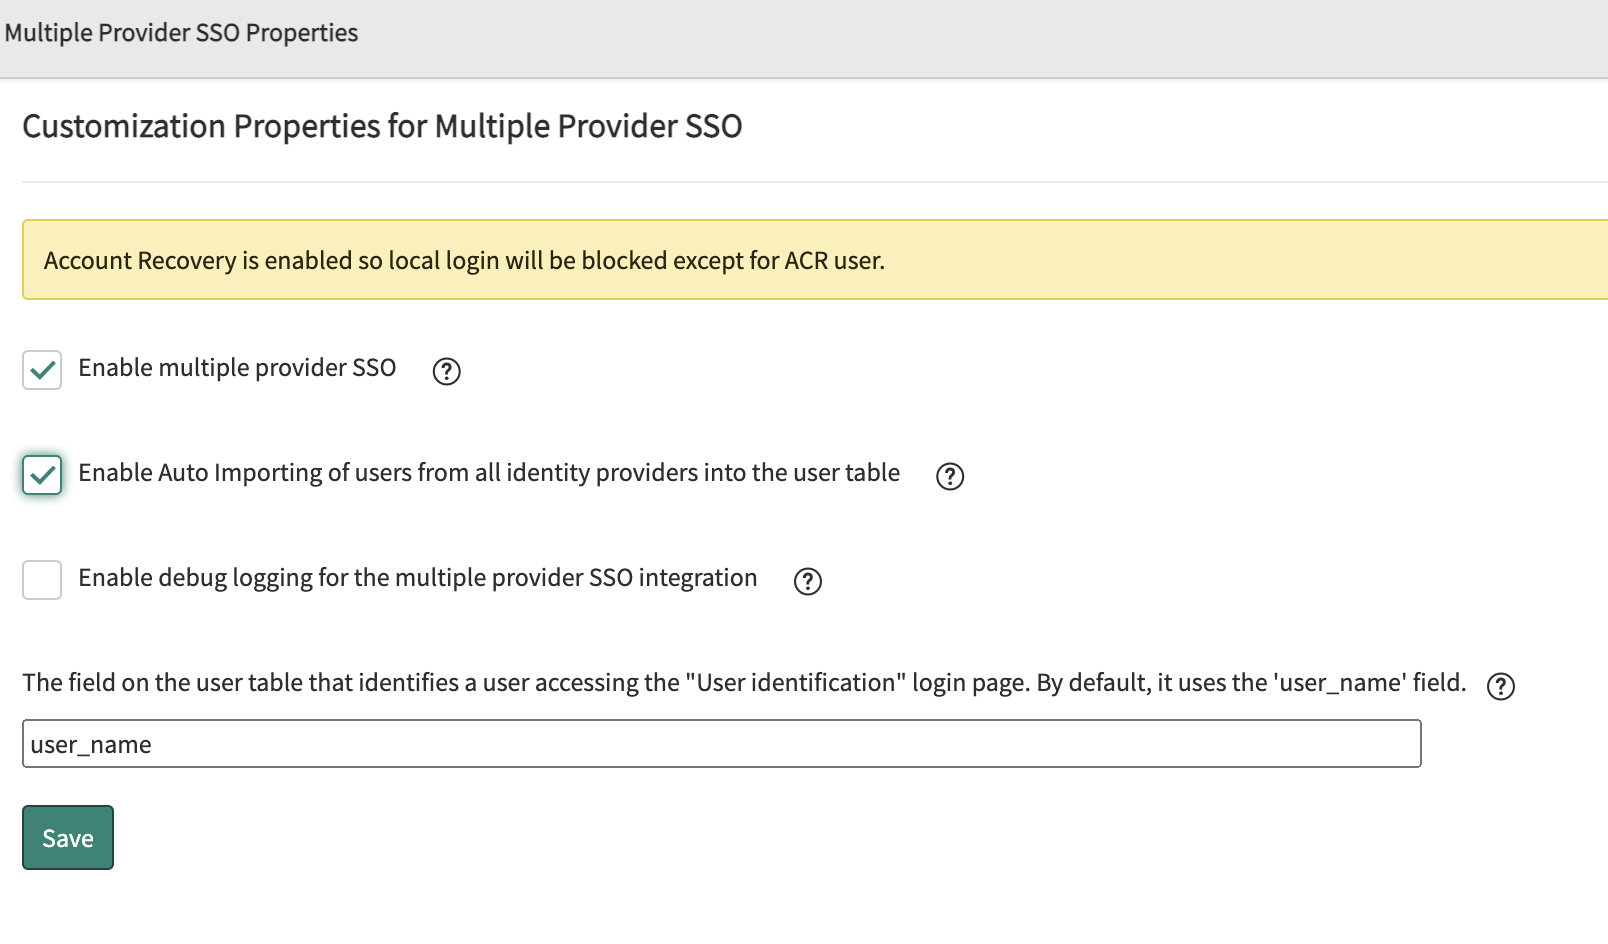 Multiple Provider SSO Properties
Customization Properties for Multiple Provider SSO
Account Recovery is enabled so local login will be blocked except for ACR user.
Enable multiple provider SSO
Enable Auto Importing of users from all identity providers into the user table
Enable debug logging for the multiple provider SSO integration
The field on the user table that identifies a user accessing the "User identification" login page. By default, it uses the 'user_name' field.
user_name
Save